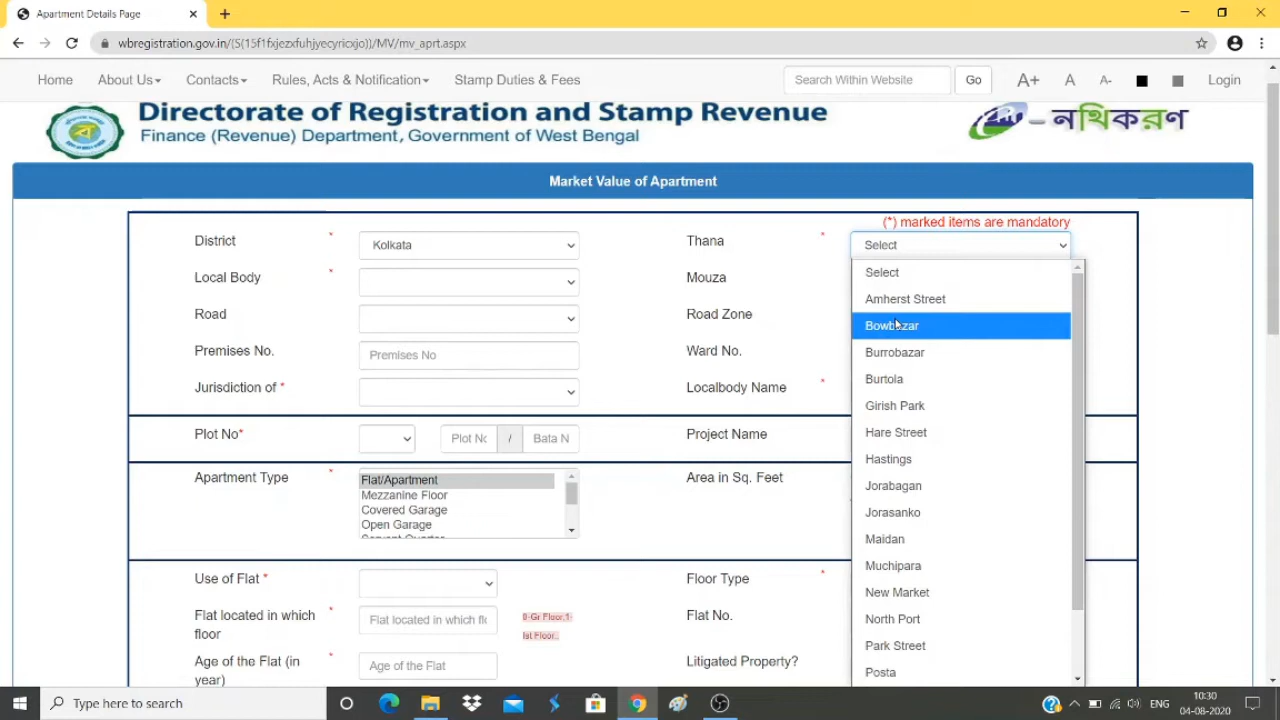 Apartment Details Page
wbregistration.gov.in/(S(15f1fxjezxfuhjyecyricxjo))/MV/mv_aprt.aspx
Home About Us Contacts Rules, Acts & Notification Stamp Duties & Fees Search Within Website Go A+ A A- Login
Directorate of Registration and Stamp Revenue
Finance (Revenue) Department, Government of West Bengal
e-নথিকরণ
Market Value of Apartment
(*) marked items are mandatory
District * Kolkata Thana * Select
Local Body * Mouza
Road Road Zone
Premises No. Premises No Ward No.
Jurisdiction of * Localbody Name *
Select
Amherst Street
Bowbazar
Burrobazar
Burtola
Girish Park
Hare Street
Hastings
Jorabagan
Jorasanko
Maidan
Muchipara
New Market
North Port
Park Street
Posta
Plot No* Plot No / Bata N Project Name
Apartment Type * Flat/Apartment Area in Sq. Feet
Mezzanine Floor
Covered Garage
Open Garage
Servant Quarter
Use of Flat * Floor Type *
Flat located in which floor * Flat located in which flo 0-Gr Floor,1-Ist Floor.. Flat No.
Age of the Flat (in year) * Age of the Flat Litigated Property?
Type here to search
ENG
10:30
04-08-2020